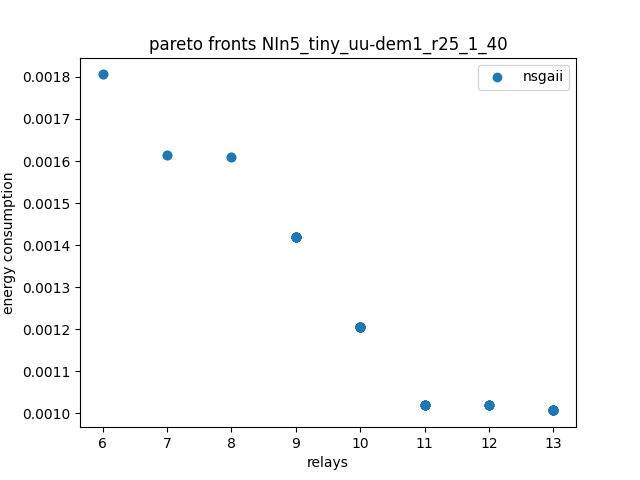 pareto fronts NIn5_tiny_uu-dem1_r25_1_40
nsgaii
energy consumption
0.0018
0.0017
0.0016
0.0015
0.0014
0.0013
0.0012
0.0011
0.0010
6 7 8 9 10 11 12 13
relays